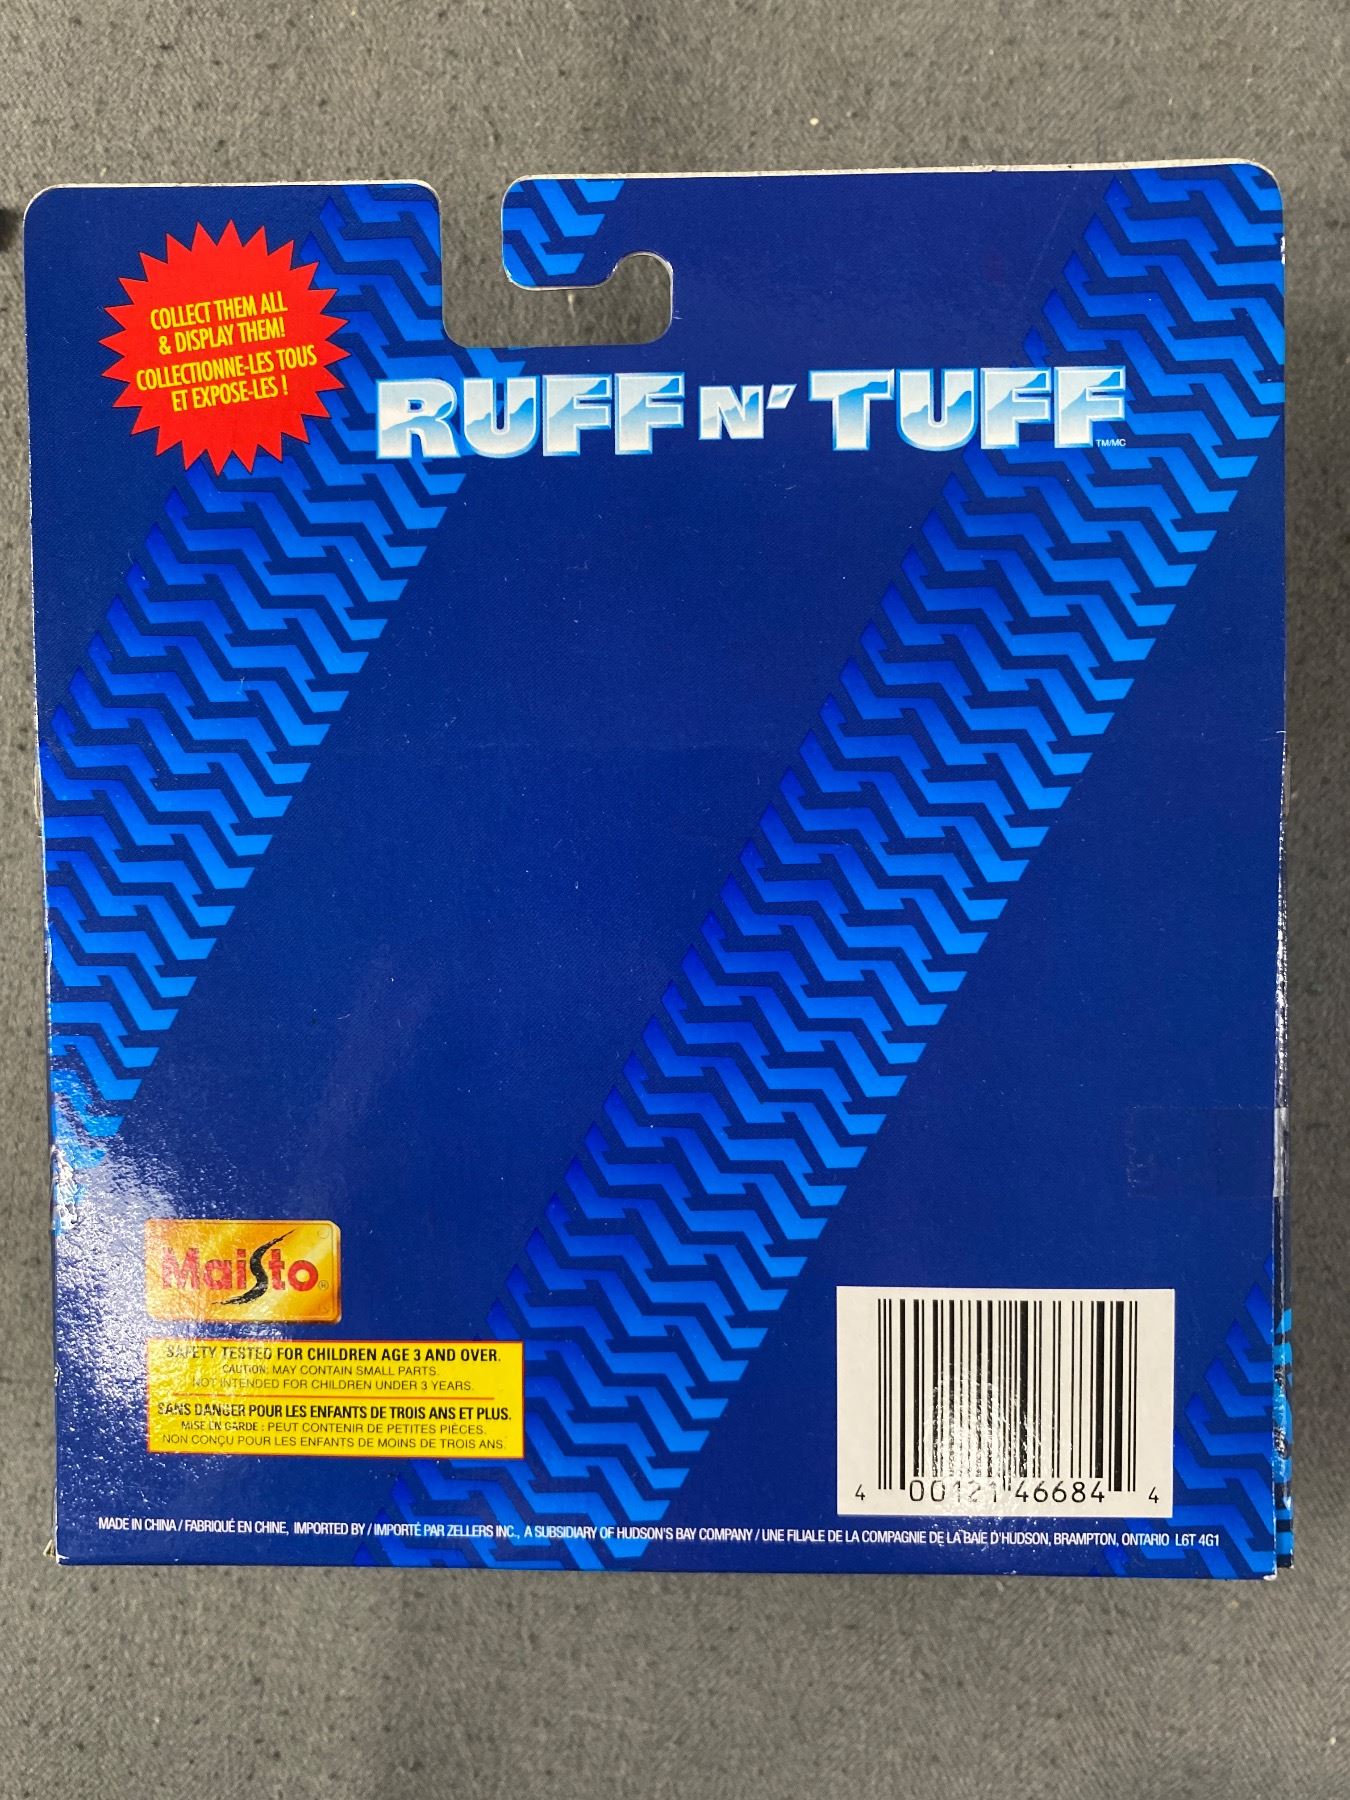 COLLECT THEM ALL
& DISPLAY THEM!
COLLECTIONNE-LES TOUS
ET EXPOSE-LES !
RUFF N' TUFF
TM/MC
Maisto®
SAFETY TESTED FOR CHILDREN AGE 3 AND OVER.
CAUTION: MAY CONTAIN SMALL PARTS.
NOT INTENDED FOR CHILDREN UNDER 3 YEARS.
SANS DANGER POUR LES ENFANTS DE TROIS ANS ET PLUS.
MISE EN GARDE : PEUT CONTENIR DE PETITES PIÈCES.
NON CONÇU POUR LES ENFANTS DE MOINS DE TROIS ANS.
4 00121 46684 4
MADE IN CHINA / FABRIQUÉ EN CHINE, IMPORTED BY / IMPORTÉ PAR ZELLERS INC., A SUBSIDIARY OF HUDSON'S BAY COMPANY / UNE FILIALE DE LA COMPAGNIE DE LA BAIE D'HUDSON, BRAMPTON, ONTARIO L6T 4G1